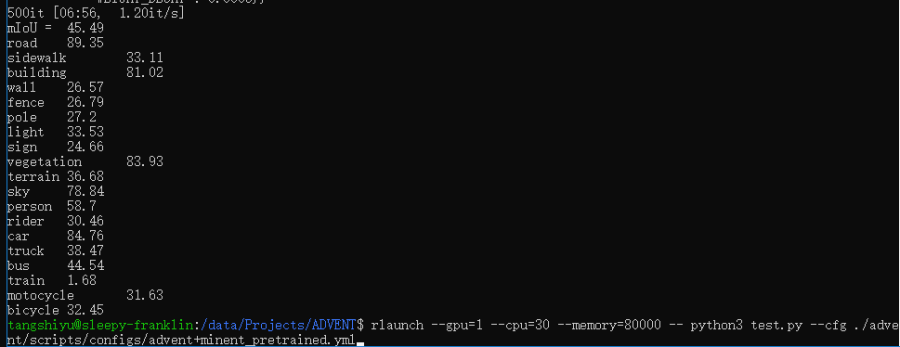 500it [06:56,  1.20it/s]
mIoU =  45.49
road    89.35
sidewalk        33.11
building        81.02
wall    26.57
fence   26.79
pole    27.2
light   33.53
sign    24.66
vegetation      83.93
terrain 36.68
sky     78.84
person  58.7
rider   30.46
car     84.76
truck   38.47
bus     44.54
train   1.68
motocycle       31.63
bicycle 32.45
tangshiyu@sleepy-franklin:/data/Projects/ADVENT$ rlaunch --gpu=1 --cpu=30 --memory=80000 -- python3 test.py --cfg ./adve
nt/scripts/configs/advent+minent_pretrained.yml